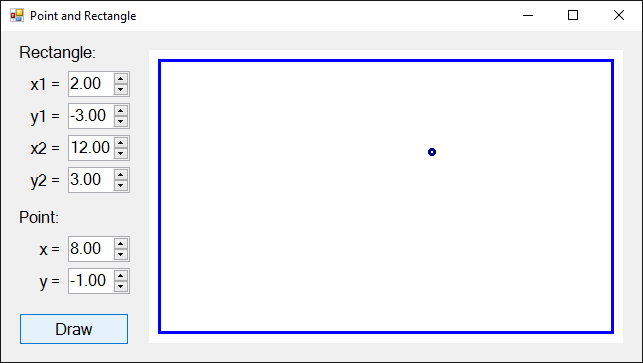 Point and Rectangle
Rectangle:
x1 = 2.00
y1 = -3.00
x2 = 12.00
y2 = 3.00
Point:
x = 8.00
y = -1.00
Draw